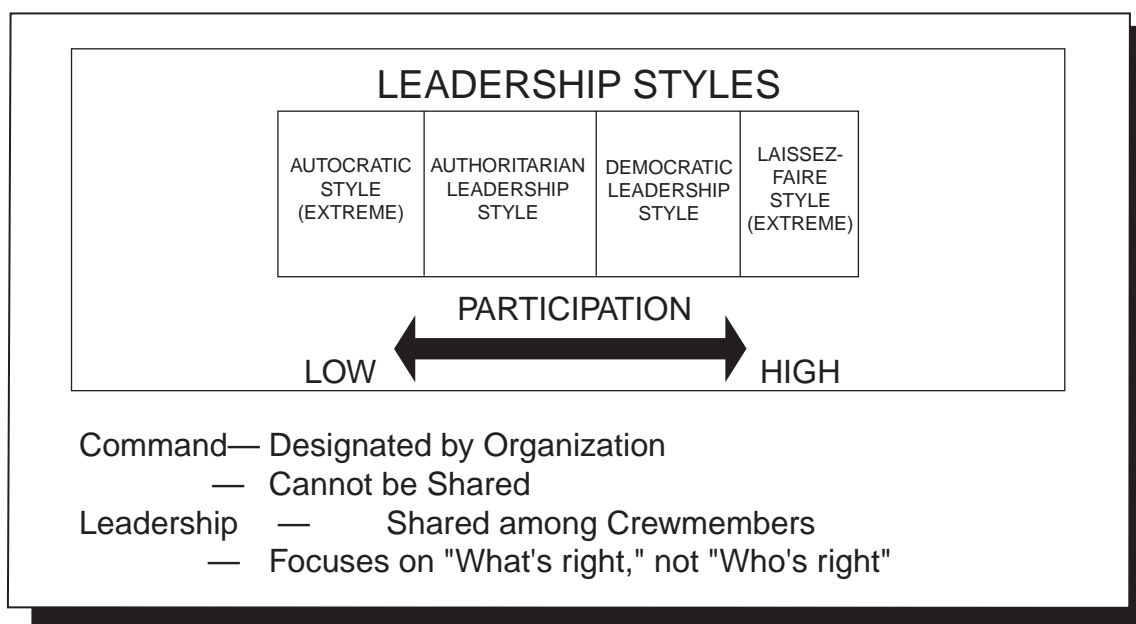 LEADERSHIP STYLES
AUTOCRATIC
STYLE
(EXTREME)
AUTHORITARIAN
LEADERSHIP
STYLE
DEMOCRATIC
LEADERSHIP
STYLE
LAISSEZ-
FAIRE
STYLE
(EXTREME)
PARTICIPATION
LOW
HIGH
Command— Designated by Organization
— Cannot be Shared
Leadership — Shared among Crewmembers
— Focuses on "What's right," not "Who's right"